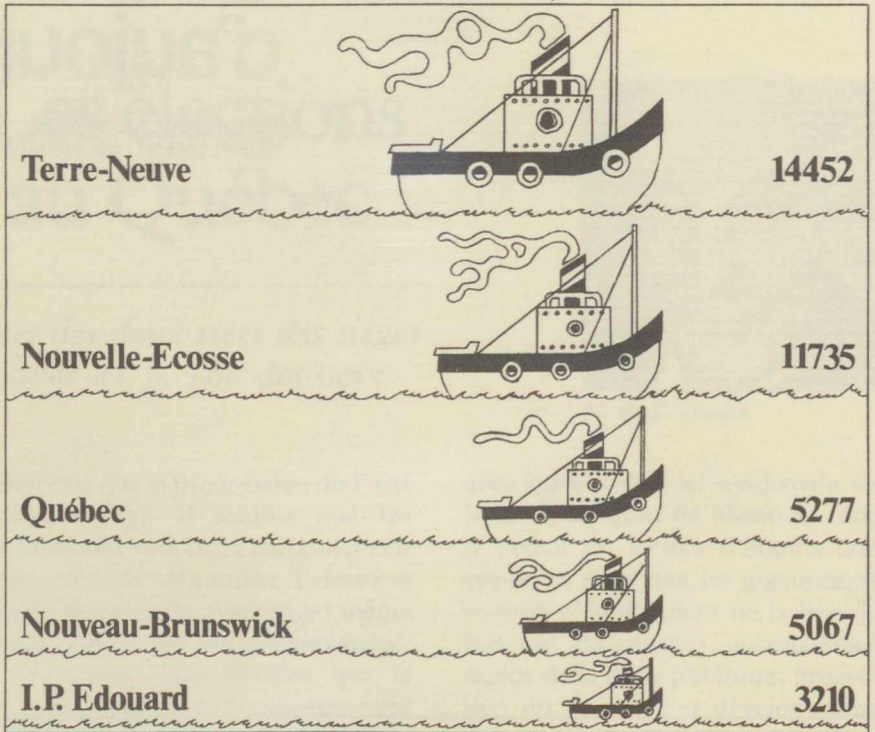 Terre-Neuve 14452
Nouvelle-Ecosse 11735
Québec 5277
Nouveau-Brunswick 5067
I.P. Edouard 3210